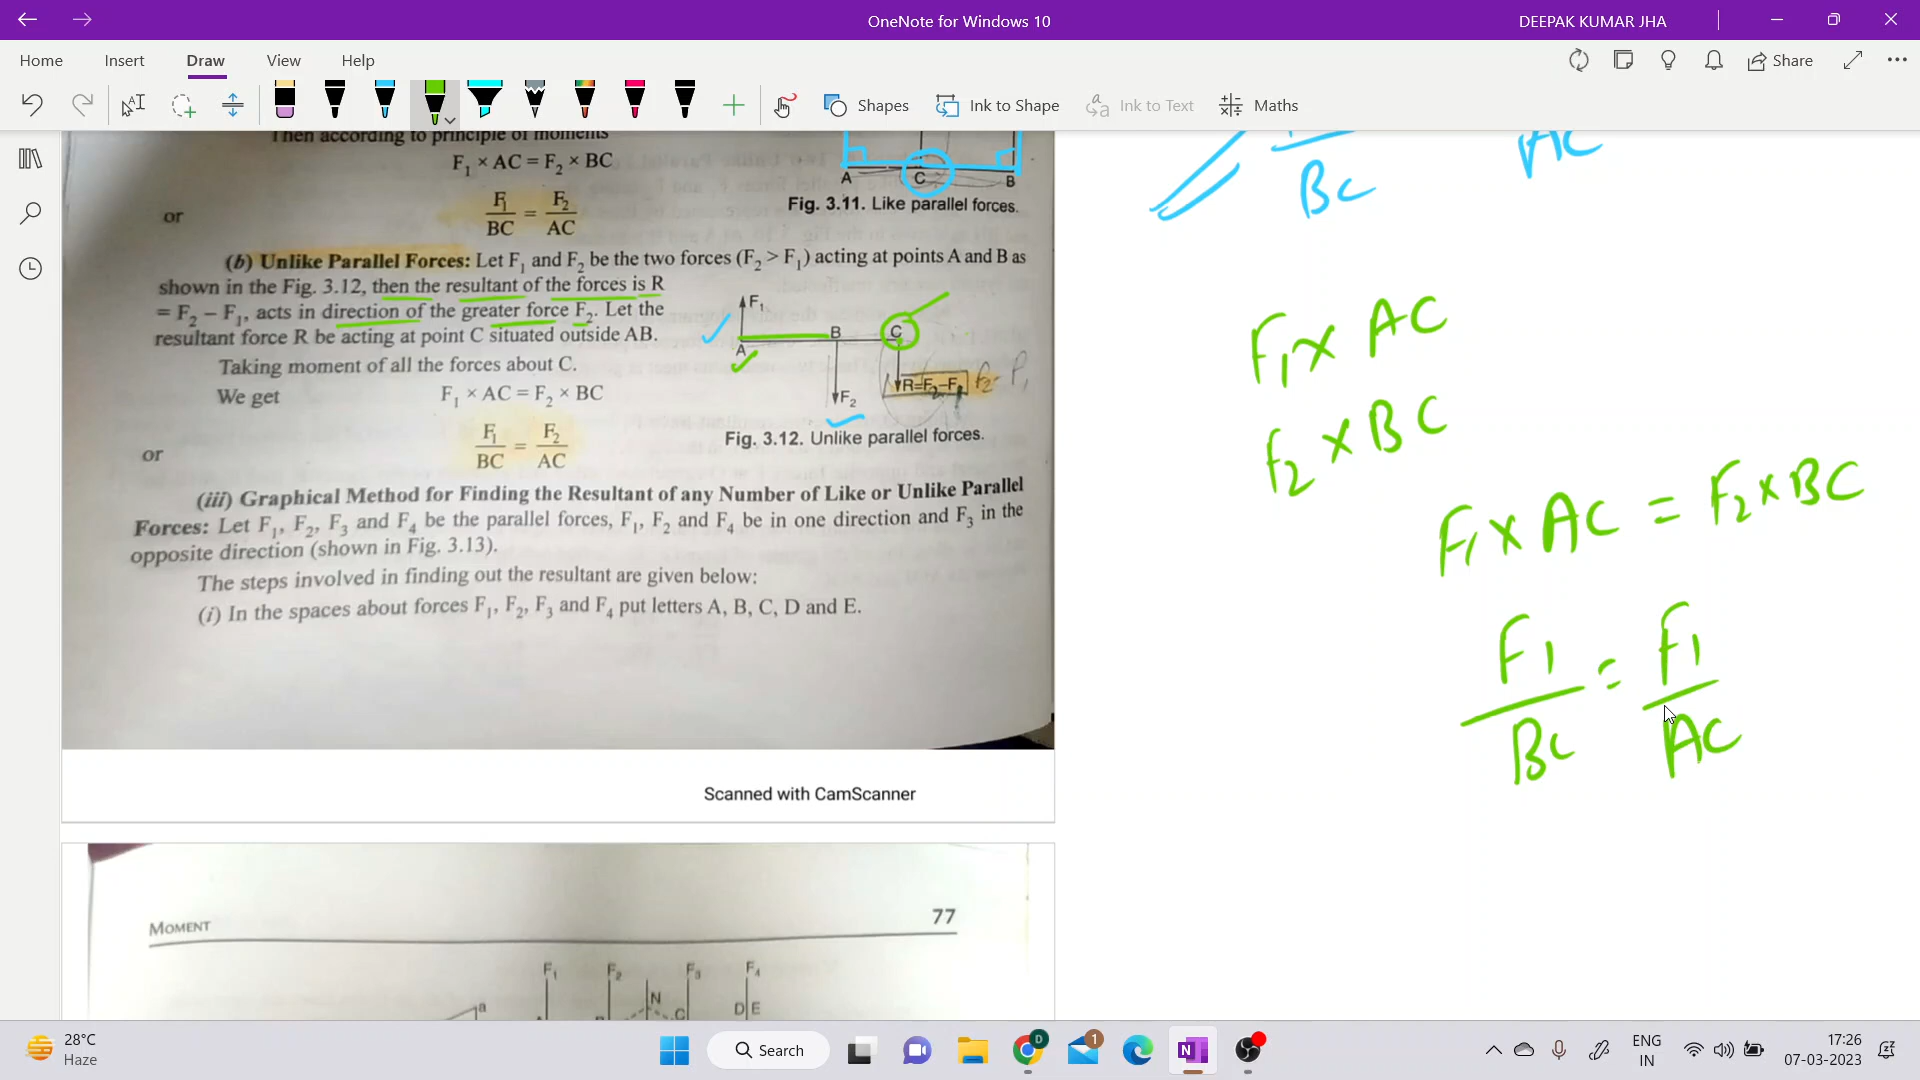 OneNote for Windows 10
DEEPAK KUMAR JHA
Home Insert Draw View Help
Share
Shapes Ink to Shape Ink to Text Maths
Then according to principle of moments
F₁ × AC = F₂ × BC
or F₁/BC = F₂/AC
A C B
Fig. 3.11. Like parallel forces.
(b) Unlike Parallel Forces: Let F₁ and F₂ be the two forces (F₂ > F₁) acting at points A and B as
shown in the Fig. 3.12, then the resultant of the forces is R
= F₂ – F₁, acts in direction of the greater force F₂. Let the
resultant force R be acting at point C situated outside AB.
Taking moment of all the forces about C.
We get F₁ × AC = F₂ × BC
or F₁/BC = F₂/AC
F₁
A B C
R=F₂–F₁ F₂- F₁
F₂
Fig. 3.12. Unlike parallel forces.
(iii) Graphical Method for Finding the Resultant of any Number of Like or Unlike Parallel
Forces: Let F₁, F₂, F₃ and F₄ be the parallel forces, F₁, F₂ and F₄ be in one direction and F₃ in the
opposite direction (shown in Fig. 3.13).
The steps involved in finding out the resultant are given below:
(i) In the spaces about forces F₁, F₂, F₃ and F₄ put letters A, B, C, D and E.
Scanned with CamScanner
MOMENT 77
F₁ F₂ F₃ F₄
a N C D E
BC AC
F₁ × AC
F₂ × BC
F₁ × AC = F₂ × BC
F₁/BC = F₁/AC
28°C
Haze
Search
1
ENG
IN
17:26
07-03-2023